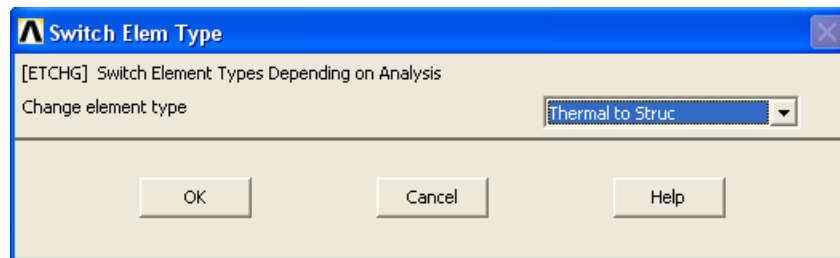 Switch Elem Type
[ETCHG] Switch Element Types Depending on Analysis
Change element type Thermal to Struc
OK Cancel Help